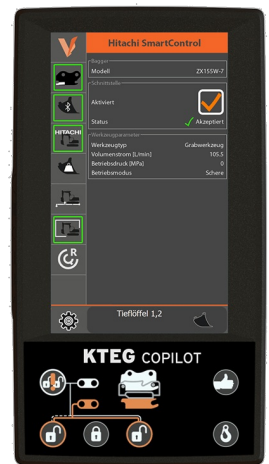 Hitachi SmartControl
Bagger
Modell ZX155W-7
Schnittstelle
Aktiviert
Status Akzeptiert
Werkzeugparameter
Werkzeugtyp Grabwerkzeug
Volumenstrom [L/min] 105,5
Betriebsdruck [MPa] 0
Betriebsmodus Schere
HITACHI
R
C
Tieflöffel 1,2
KTEG COPILOT